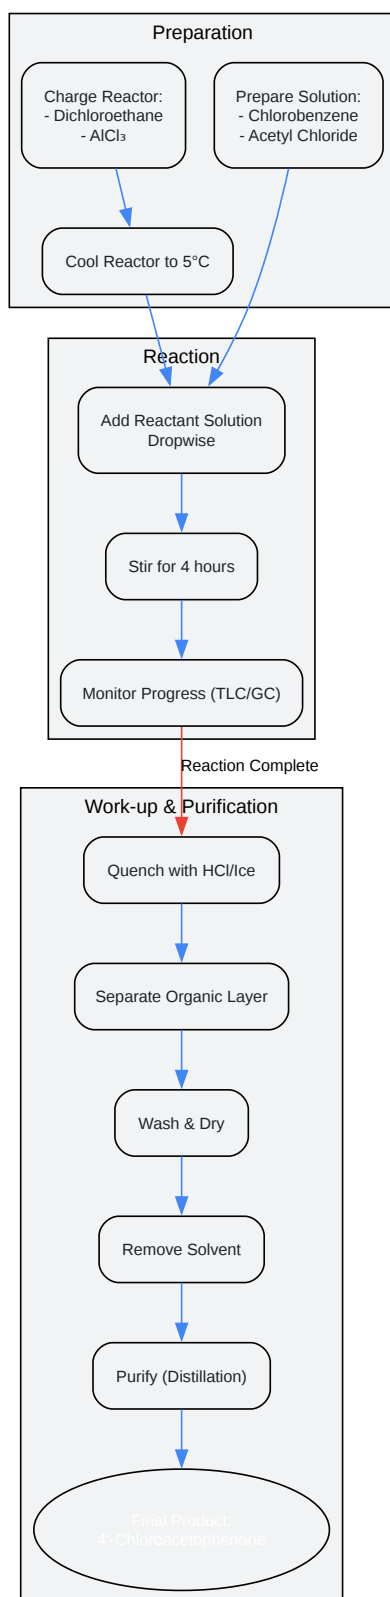 Preparation
Charge Reactor:
- Dichloroethane
- AlCl₃
Prepare Solution:
- Chlorobenzene
- Acetyl Chloride
Cool Reactor to 5°C
Reaction
Add Reactant Solution
Dropwise
Stir for 4 hours
Monitor Progress (TLC/GC)
Reaction Complete
Work-up & Purification
Quench with HCl/Ice
Separate Organic Layer
Wash & Dry
Remove Solvent
Purify (Distillation)
Final Product:
4'-Chloroacetophenone